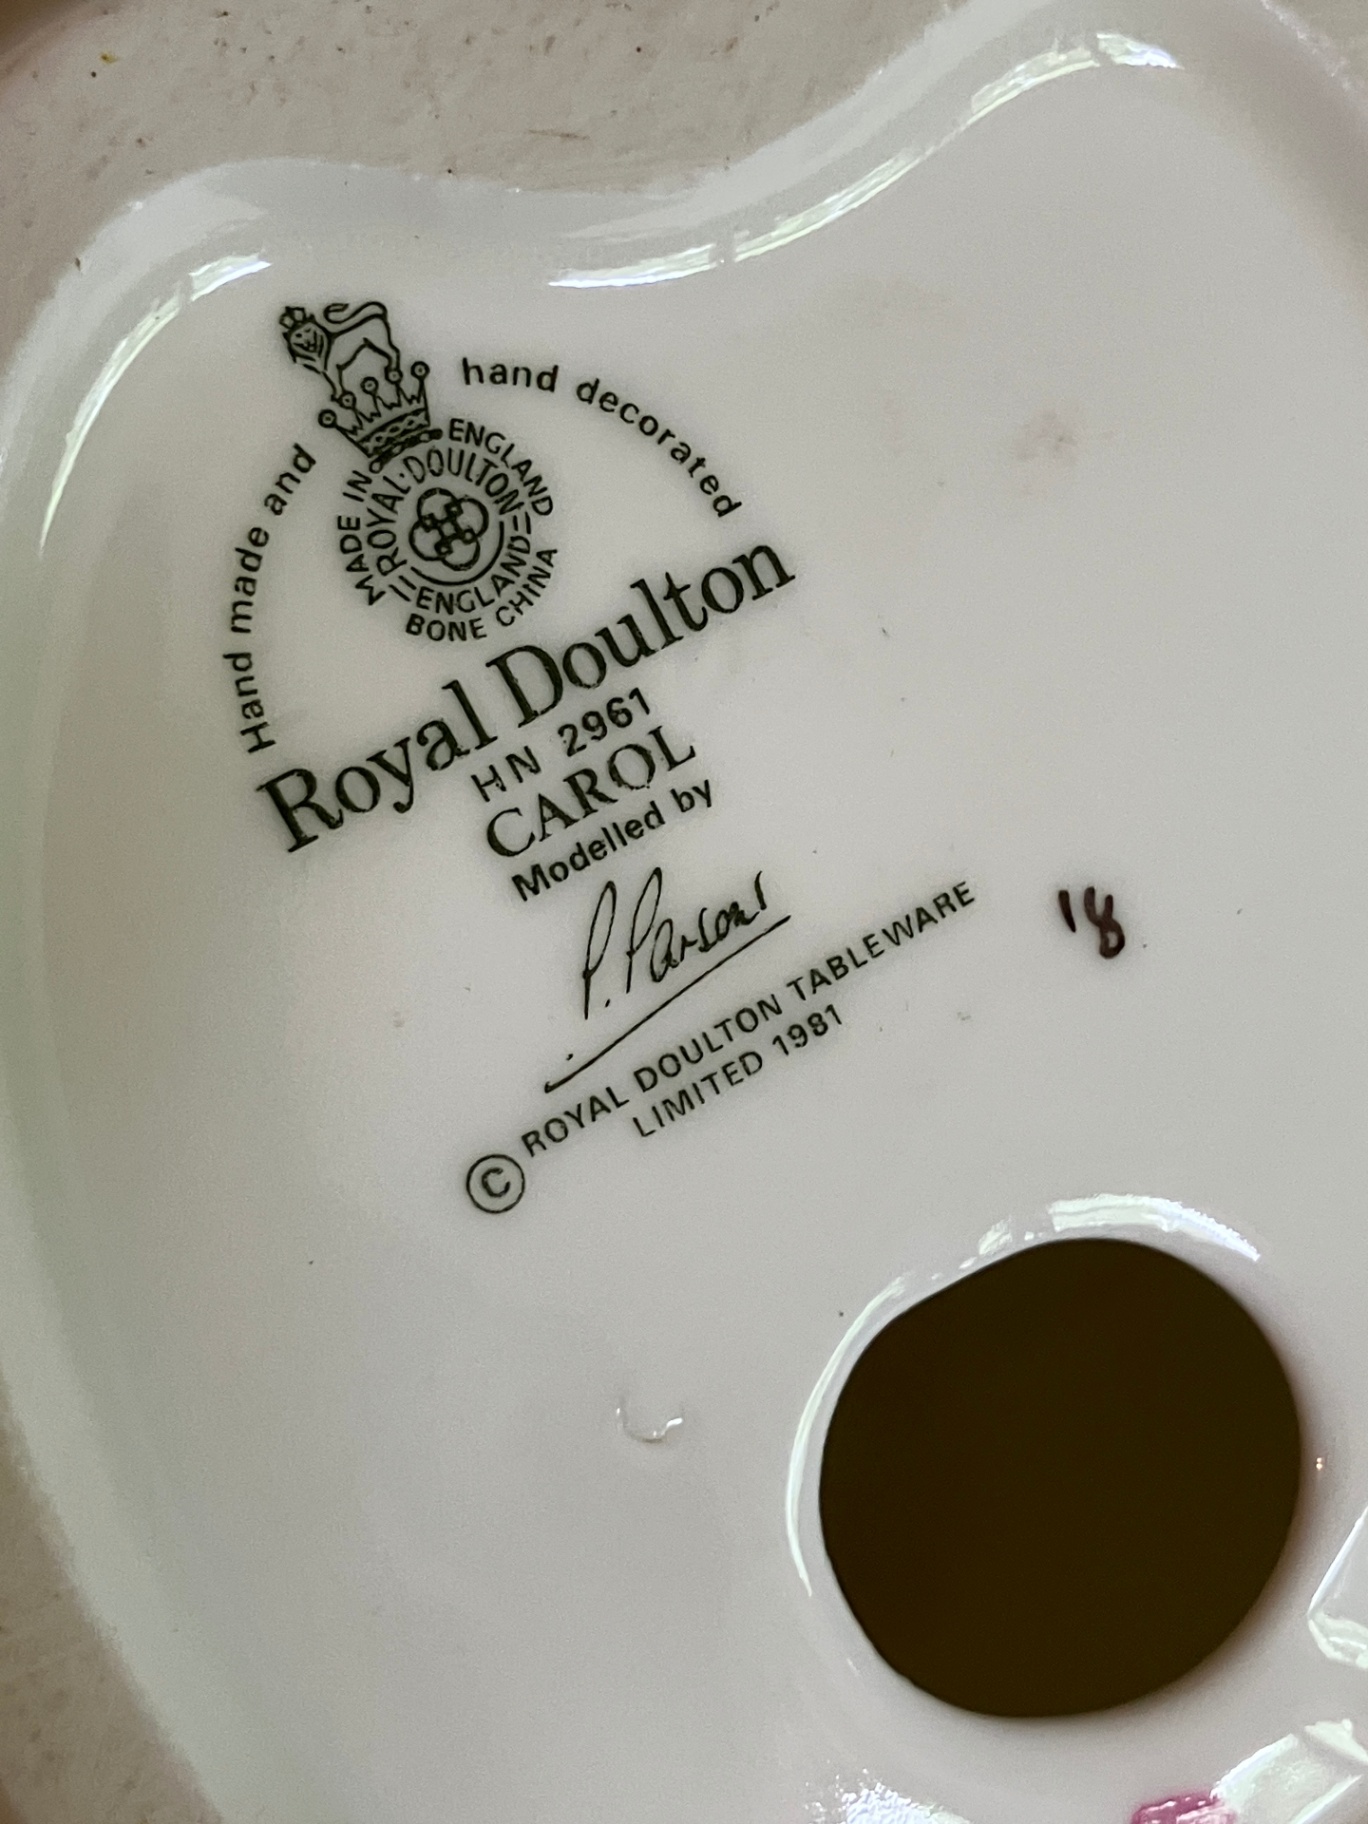 Hand made and hand decorated
MADE IN ENGLAND
ROYAL·DOULTON
ENGLAND
BONE CHINA
Royal Doulton
HN 2961
CAROL
Modelled by
P. Parsons
© ROYAL DOULTON TABLEWARE
LIMITED 1981
18